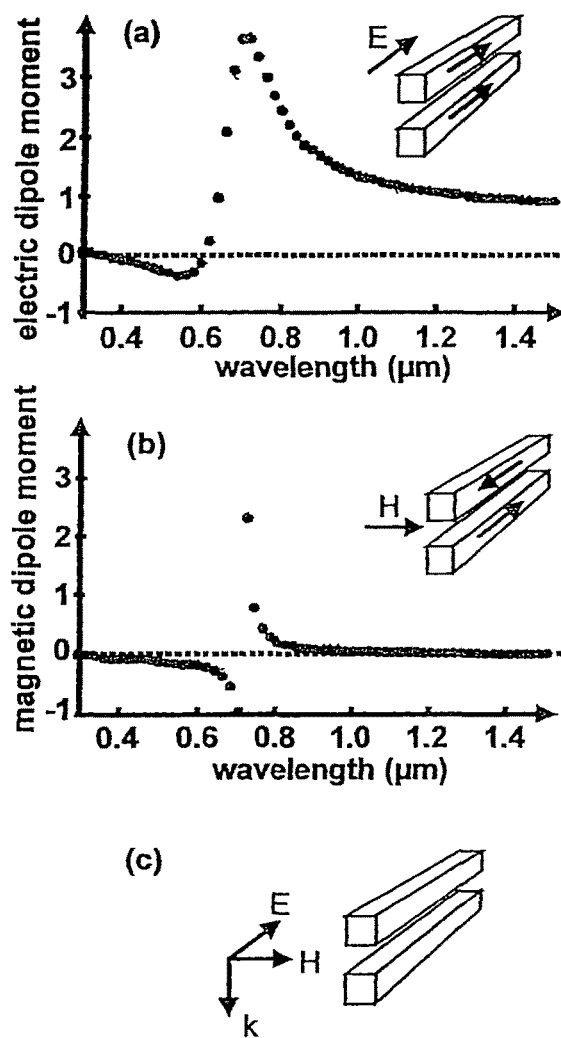 (a)
E
electric dipole moment
3
2
1
0
-1
0.4 0.6 0.8 1.0 1.2 1.4
wavelength (µm)
(b)
H
magnetic dipole moment
3
2
1
0
-1
0.4 0.6 0.8 1.0 1.2 1.4
wavelength (µm)
(c)
E
H
k